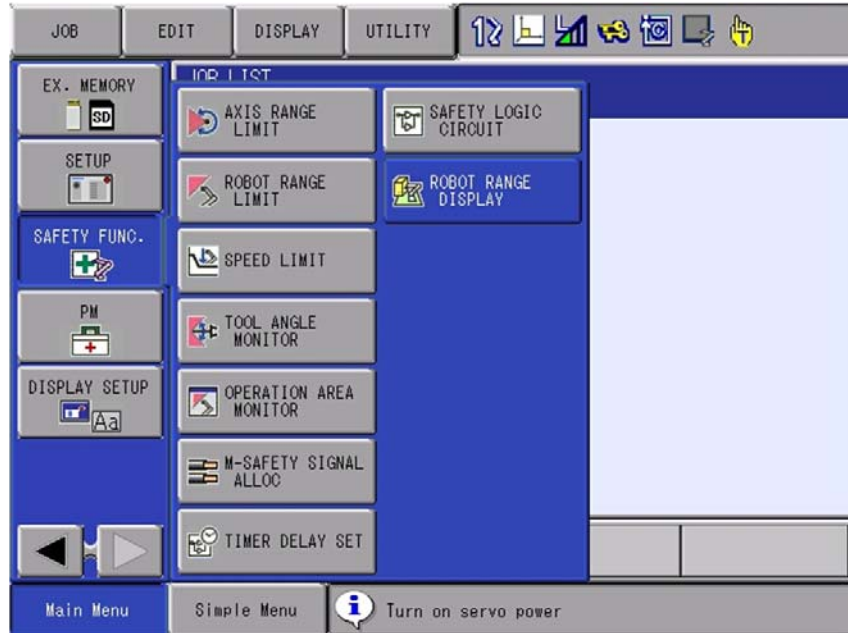 JOB
EDIT
DISPLAY
UTILITY
EX. MEMORY
SD
SETUP
SAFETY FUNC.
PM
DISPLAY SETUP
Aa
JOB LIST
AXIS RANGE
LIMIT
ROBOT RANGE
LIMIT
SPEED LIMIT
TOOL ANGLE
MONITOR
OPERATION AREA
MONITOR
M-SAFETY SIGNAL
ALLOC
TIMER DELAY SET
SAFETY LOGIC
CIRCUIT
ROBOT RANGE
DISPLAY
Main Menu
Simple Menu
Turn on servo power